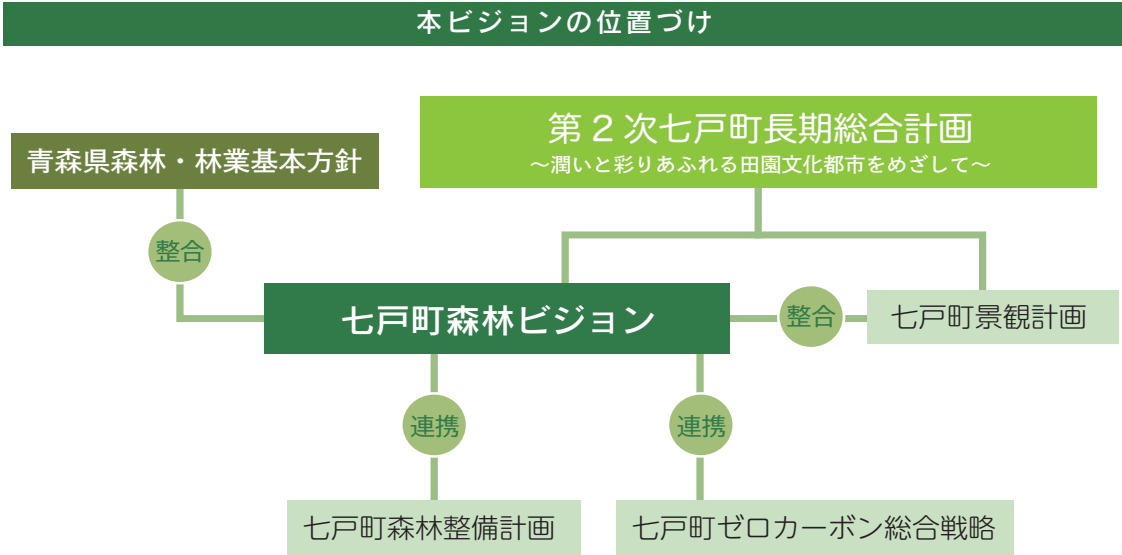 本ビジョンの位置づけ
第2次七戸町長期総合計画
～潤いと彩りあふれる田園文化都市をめざして～
青森県森林・林業基本方針
整合
七戸町森林ビジョン
整合
七戸町景観計画
連携
連携
七戸町森林整備計画
七戸町ゼロカーボン総合戦略